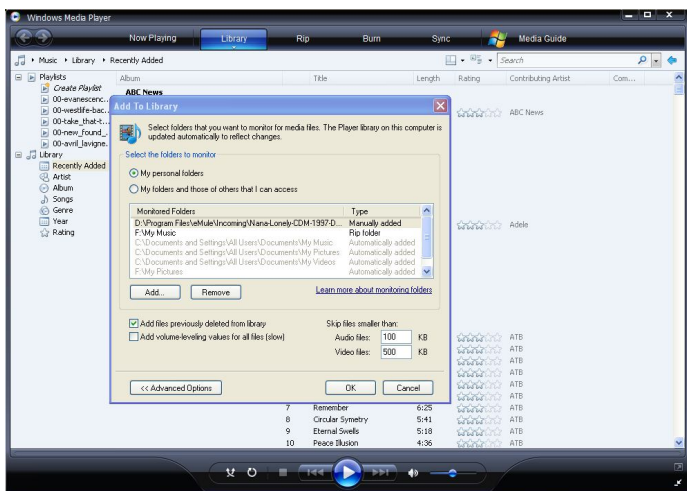 Windows Media Player
Now Playing Library Rip Burn Sync Media Guide
Music Library Recently Added Search
Playlists Album Title Length Rating Contributing Artist Com...
Create Playlist ABC News
00-evanescenc...
00-westlife-bac...
00-take_that-t...
00-new_found_...
00-avril_lavigne...
Library
Recently Added
Artist
Album
Songs
Genre
Year
Rating
Add To Library
Select folders that you want to monitor for media files. The Player library on this computer is
updated automatically to reflect changes.
Select the folders to monitor
My personal folders
My folders and those of others that I can access
Monitored Folders Type
D:\Program Files\eMule\Incoming\Nana-Lonely-CDM-1997-D... Manually added
F:\My Music Rip folder
C:\Documents and Settings\All Users\Documents\My Music Automatically added
C:\Documents and Settings\All Users\Documents\My Pictures Automatically added
C:\Documents and Settings\All Users\Documents\My Videos Automatically added
F:\My Pictures Automatically added
Add... Remove Learn more about monitoring folders
Add files previously deleted from library Skip files smaller than:
Add volume-leveling values for all files (slow) Audio files: 100 KB
Video files: 500 KB
<< Advanced Options OK Cancel
ABC News
Adele
ATB
ATB
ATB
ATB
ATB
ATB
7 Remember 6:25 ATB
8 Circular Symetry 5:41 ATB
9 Eternal Swells 5:18 ATB
10 Peace Illusion 4:36 ATB